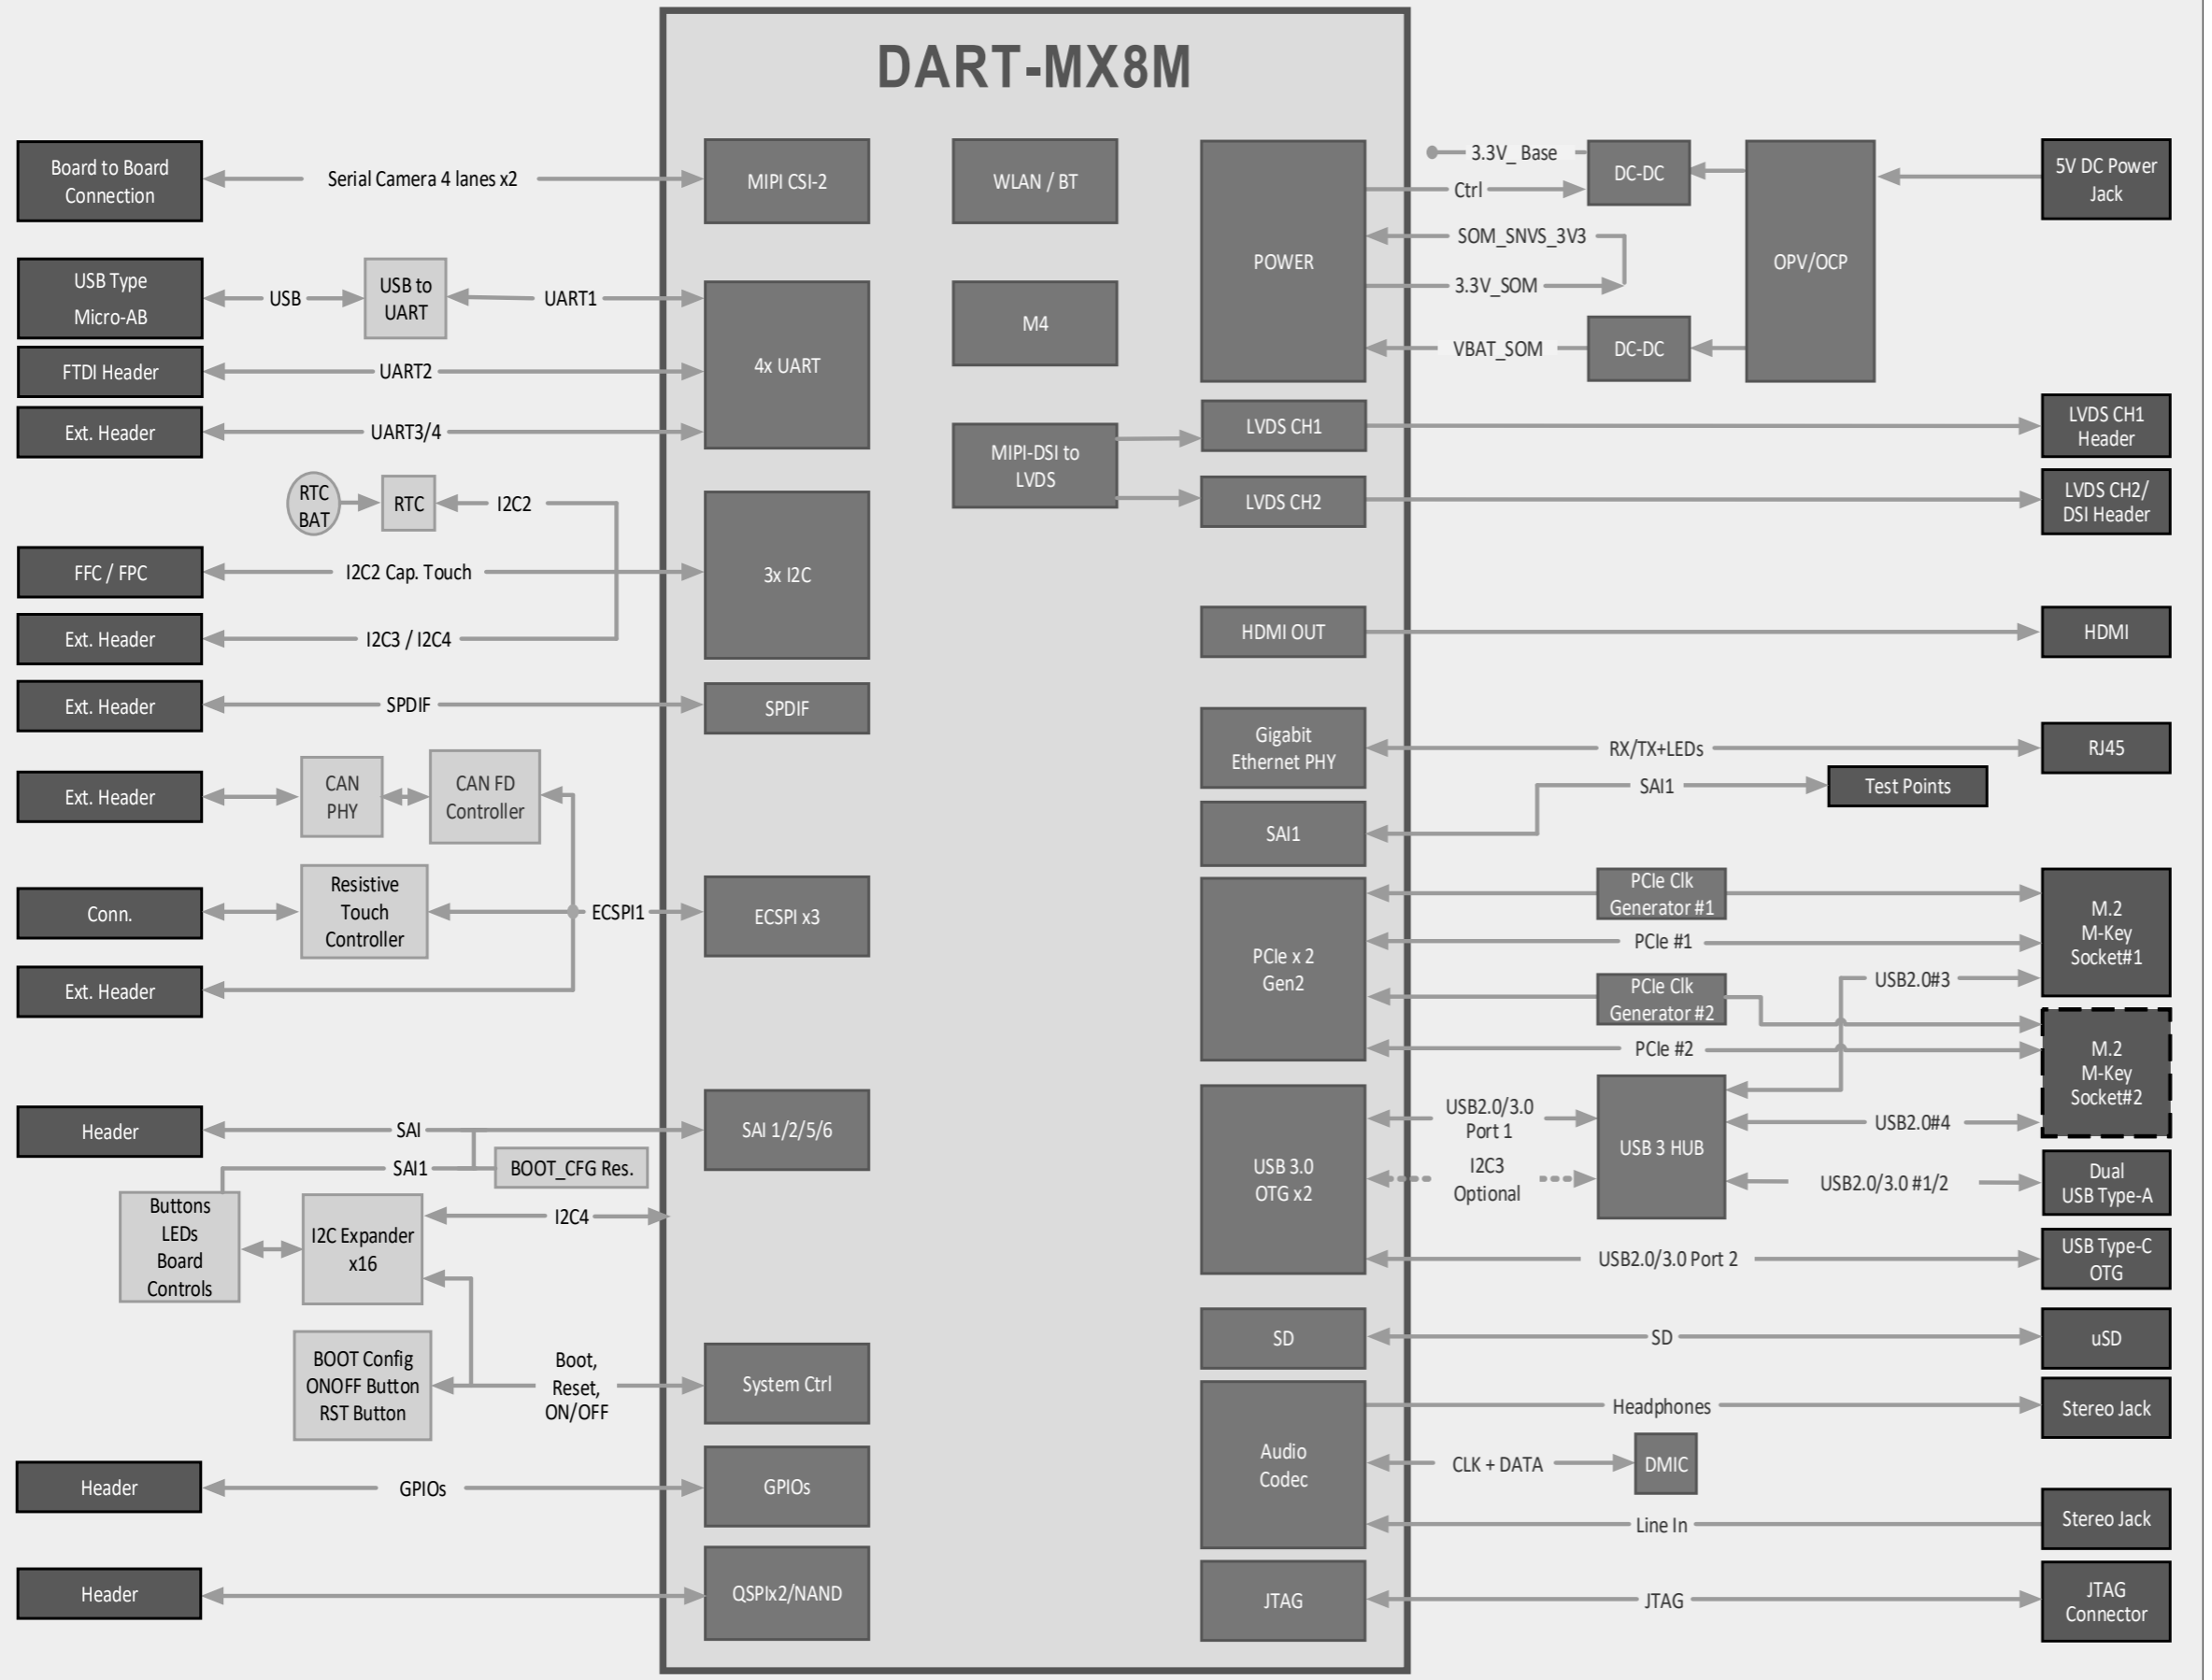 DART-MX8M
Board to Board
Connection
Serial Camera 4 lanes x2
MIPI CSI-2
USB Type
Micro-AB
USB
USB to
UART
UART1
4x UART
FTDI Header
UART2
Ext. Header
UART3/4
RTC
BAT
RTC
I2C2
FFC / FPC
I2C2 Cap. Touch
3x I2C
Ext. Header
I2C3 / I2C4
Ext. Header
SPDIF
SPDIF
Ext. Header
CAN
PHY
CAN FD
Controller
Conn.
Resistive
Touch
Controller
ECSPI1
ECSPI x3
Ext. Header
Header
SAI
SAI 1/2/5/6
SAI1
BOOT_CFG Res.
Buttons
LEDs
Board
Controls
I2C Expander
x16
I2C4
BOOT Config
ONOFF Button
RST Button
Boot,
Reset,
ON/OFF
System Ctrl
Header
GPIOs
GPIOs
Header
QSPIx2/NAND
WLAN / BT
M4
MIPI-DSI to
LVDS
POWER
3.3V_ Base
Ctrl
DC-DC
SOM_SNVS_3V3
3.3V_SOM
VBAT_SOM
DC-DC
OPV/OCP
5V DC Power
Jack
LVDS CH1
LVDS CH1
Header
LVDS CH2
LVDS CH2/
DSI Header
HDMI OUT
HDMI
Gigabit
Ethernet PHY
RX/TX+LEDs
RJ45
SAI1
SAI1
Test Points
PCIe x 2
Gen2
PCIe Clk
Generator #1
PCIe #1
M.2
M-Key
Socket#1
PCIe Clk
Generator #2
USB2.0#3
PCIe #2
M.2
M-Key
Socket#2
USB 3.0
OTG x2
USB2.0/3.0
Port 1
I2C3
Optional
USB 3 HUB
USB2.0#4
USB2.0/3.0 #1/2
Dual
USB Type-A
USB2.0/3.0 Port 2
USB Type-C
OTG
SD
SD
uSD
Audio
Codec
Headphones
Stereo Jack
CLK + DATA
DMIC
Line In
Stereo Jack
JTAG
JTAG
JTAG
Connector